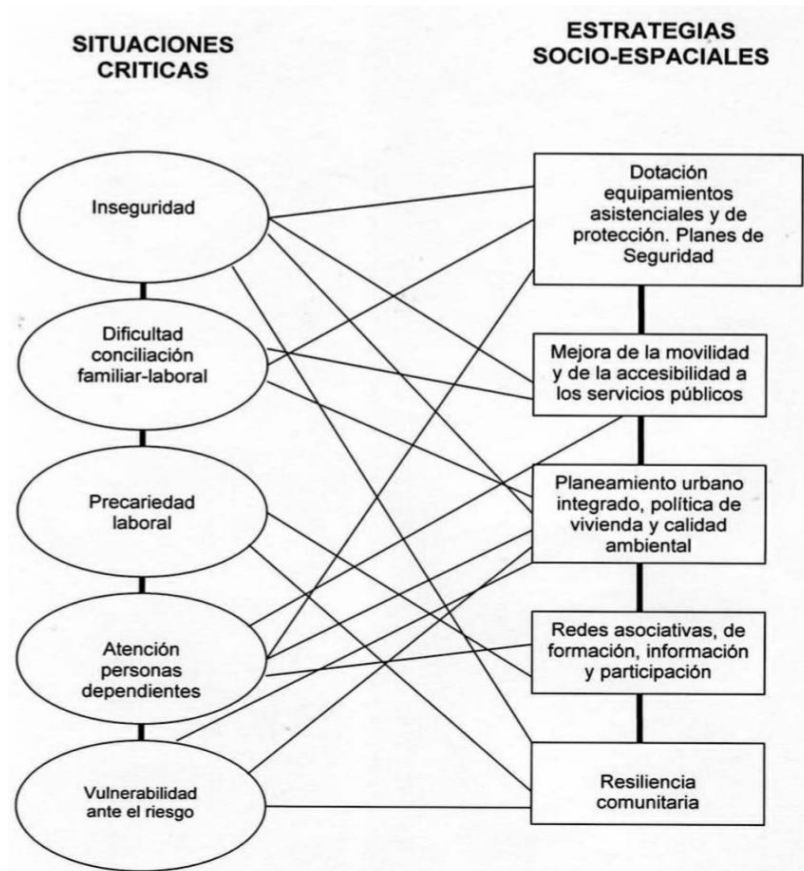 SITUACIONES
CRITICAS
Inseguridad
Dificultad
conciliación
familiar-laboral
Precariedad
laboral
Atención
personas
dependientes
Vulnerabilidad
ante el riesgo
ESTRATEGIAS
SOCIO-ESPACIALES
Dotación
equipamientos
asistenciales y de
protección. Planes de
Seguridad
Mejora de la movilidad
y de la accesibilidad a
los servicios públicos
Planeamiento urbano
integrado, política de
vivienda y calidad
ambiental
Redes asociativas, de
formación, información
y participación
Resiliencia
comunitaria